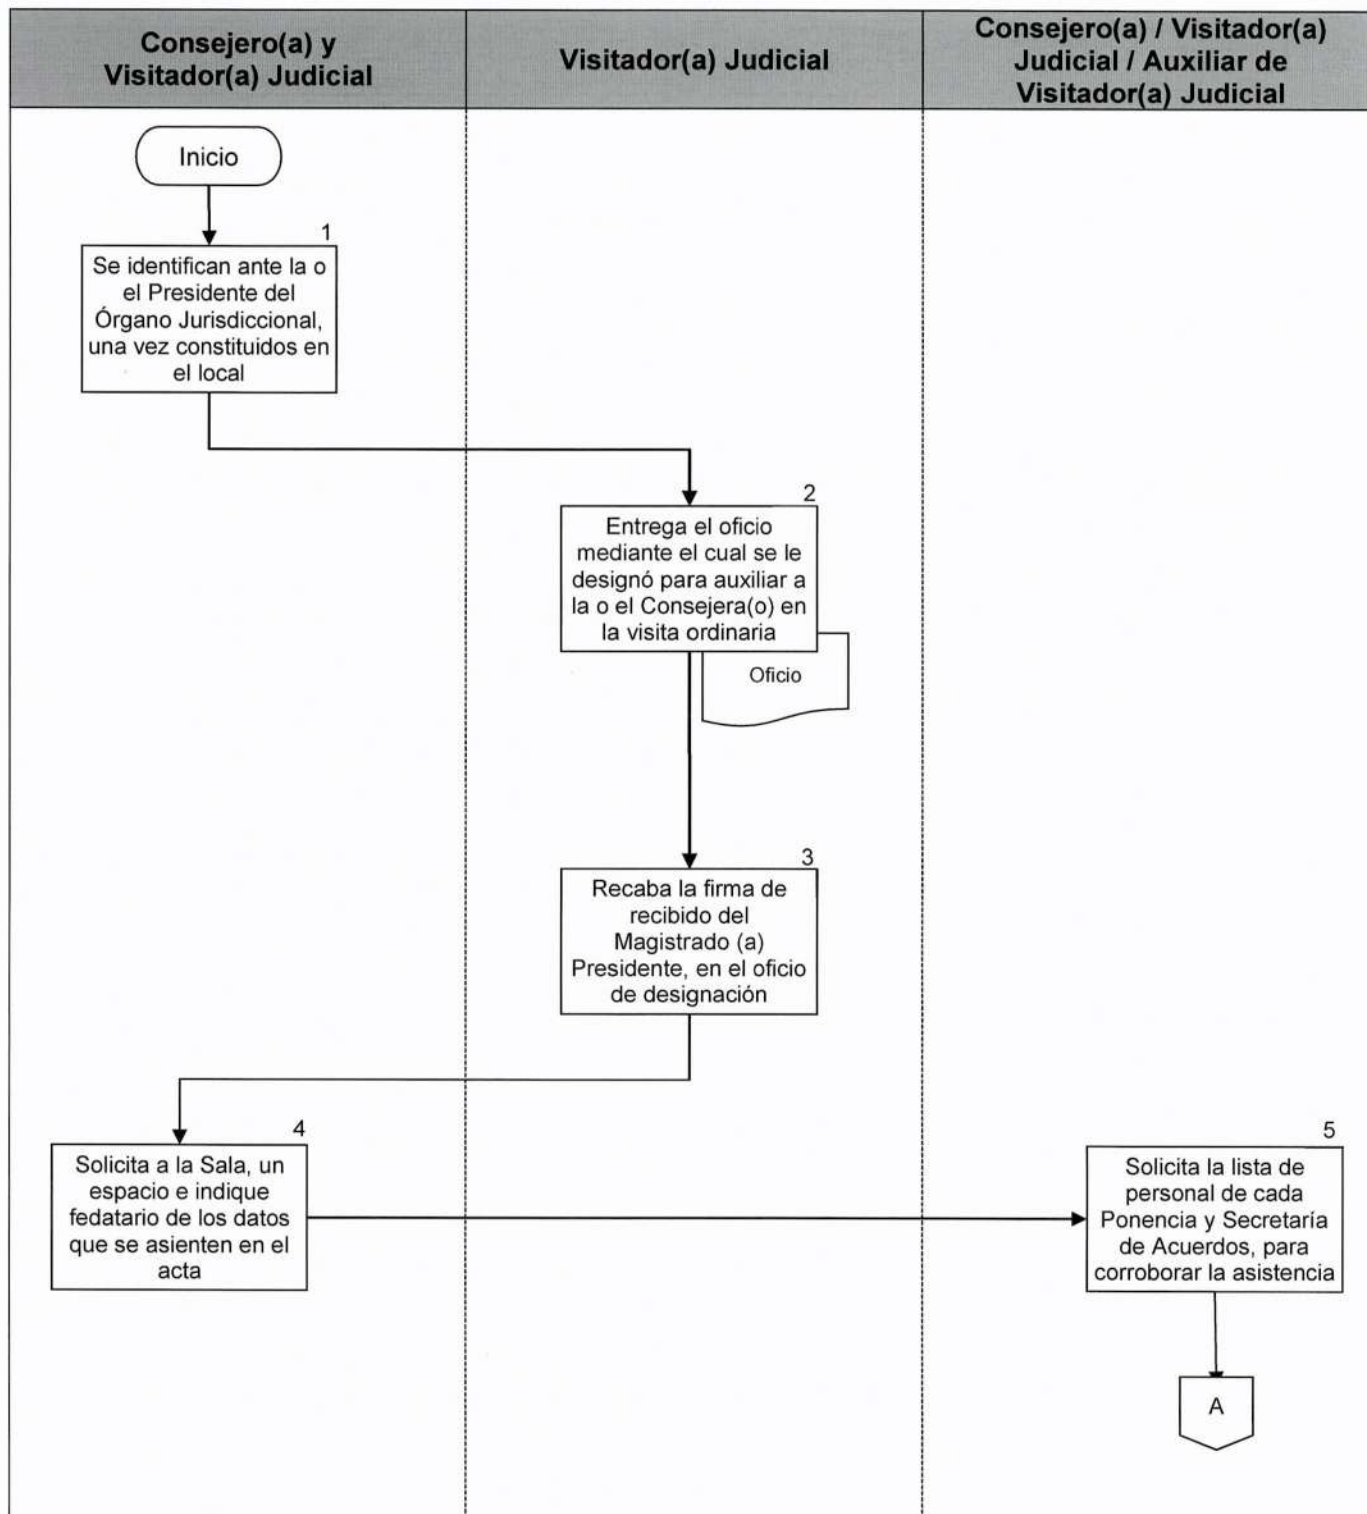 Consejero(a) y
Visitador(a) Judicial
Visitador(a) Judicial
Consejero(a) / Visitador(a)
Judicial / Auxiliar de
Visitador(a) Judicial
Inicio
1
Se identifican ante la o
el Presidente del
Órgano Jurisdiccional,
una vez constituidos en
el local
2
Entrega el oficio
mediante el cual se le
designó para auxiliar a
la o el Consejera(o) en
la visita ordinaria
Oficio
3
Recaba la firma de
recibido del
Magistrado (a)
Presidente, en el oficio
de designación
4
Solicita a la Sala, un
espacio e indique
fedatario de los datos
que se asienten en el
acta
5
Solicita la lista de
personal de cada
Ponencia y Secretaría
de Acuerdos, para
corroborar la asistencia
A